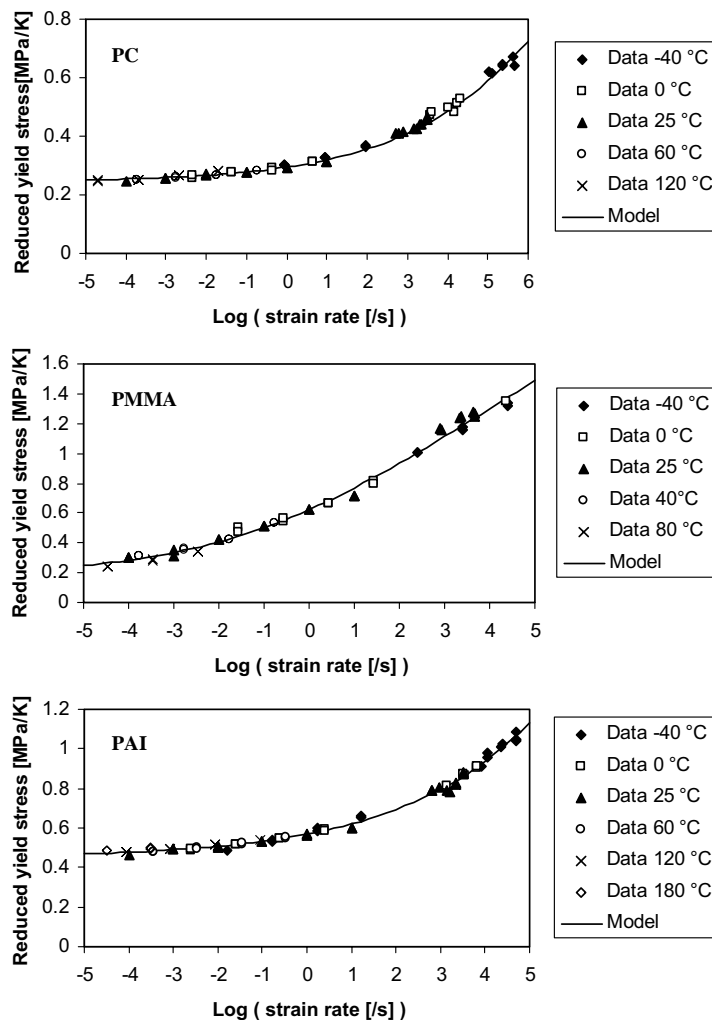 PC
Reduced yield stress[MPa/K]
0.8
0.6
0.4
0.2
0
-5 -4 -3 -2 -1 0 1 2 3 4 5 6
Log ( strain rate [/s] )
Data -40 °C
Data 0 °C
Data 25 °C
Data 60 °C
Data 120 °C
Model
PMMA
Reduced yield stress [MPa/K]
1.6
1.4
1.2
1
0.8
0.6
0.4
0.2
0
-5 -4 -3 -2 -1 0 1 2 3 4 5
Log ( strain rate [/s] )
Data -40 °C
Data 0 °C
Data 25 °C
Data 40°C
Data 80 °C
Model
PAI
Reduced yield stress [MPa/K]
1.2
1
0.8
0.6
0.4
0.2
0
-5 -4 -3 -2 -1 0 1 2 3 4 5
Log ( strain rate [/s] )
Data -40 °C
Data 0 °C
Data 25 °C
Data 60 °C
Data 120 °C
Data 180 °C
Model